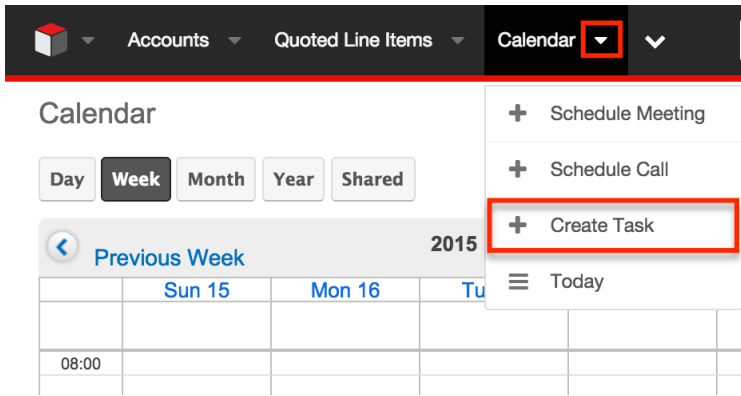 Accounts Quoted Line Items Calendar
Calendar
Schedule Meeting
Schedule Call
Create Task
Today
Day Week Month Year Shared
Previous Week 2015
Sun 15 Mon 16 Tu
08:00